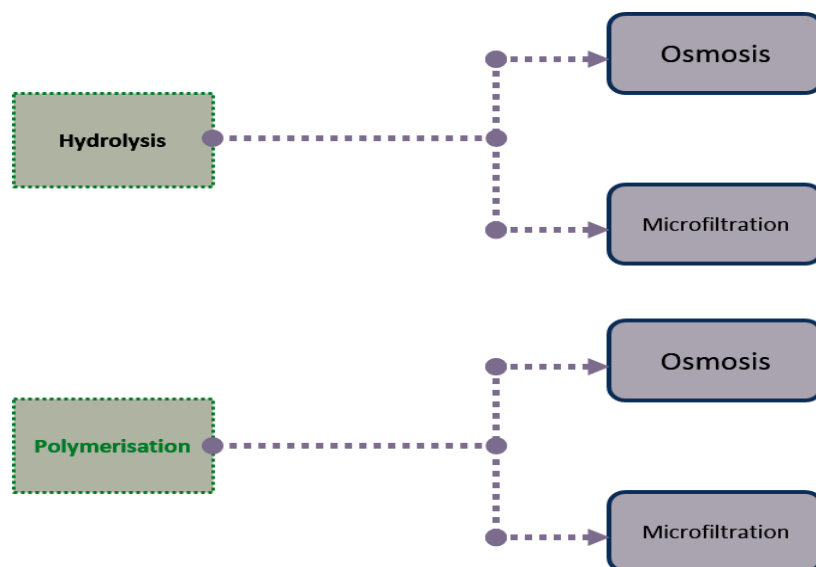 Osmosis
Hydrolysis
Microfiltration
Osmosis
Polymerisation
Microfiltration